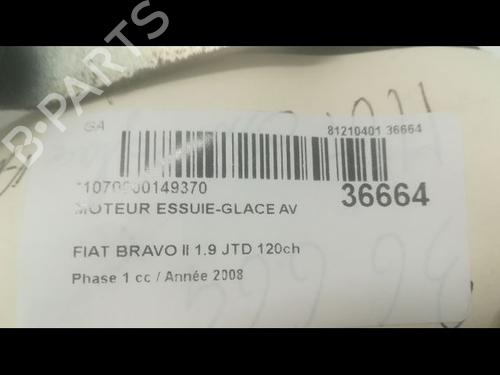 B-PARTS
GA
81210401 36664
36664
MOTEUR ESSUIE-GLACE AV
FIAT BRAVO II 1.9 JTD 120ch
Phase 1 cc / Année 2008